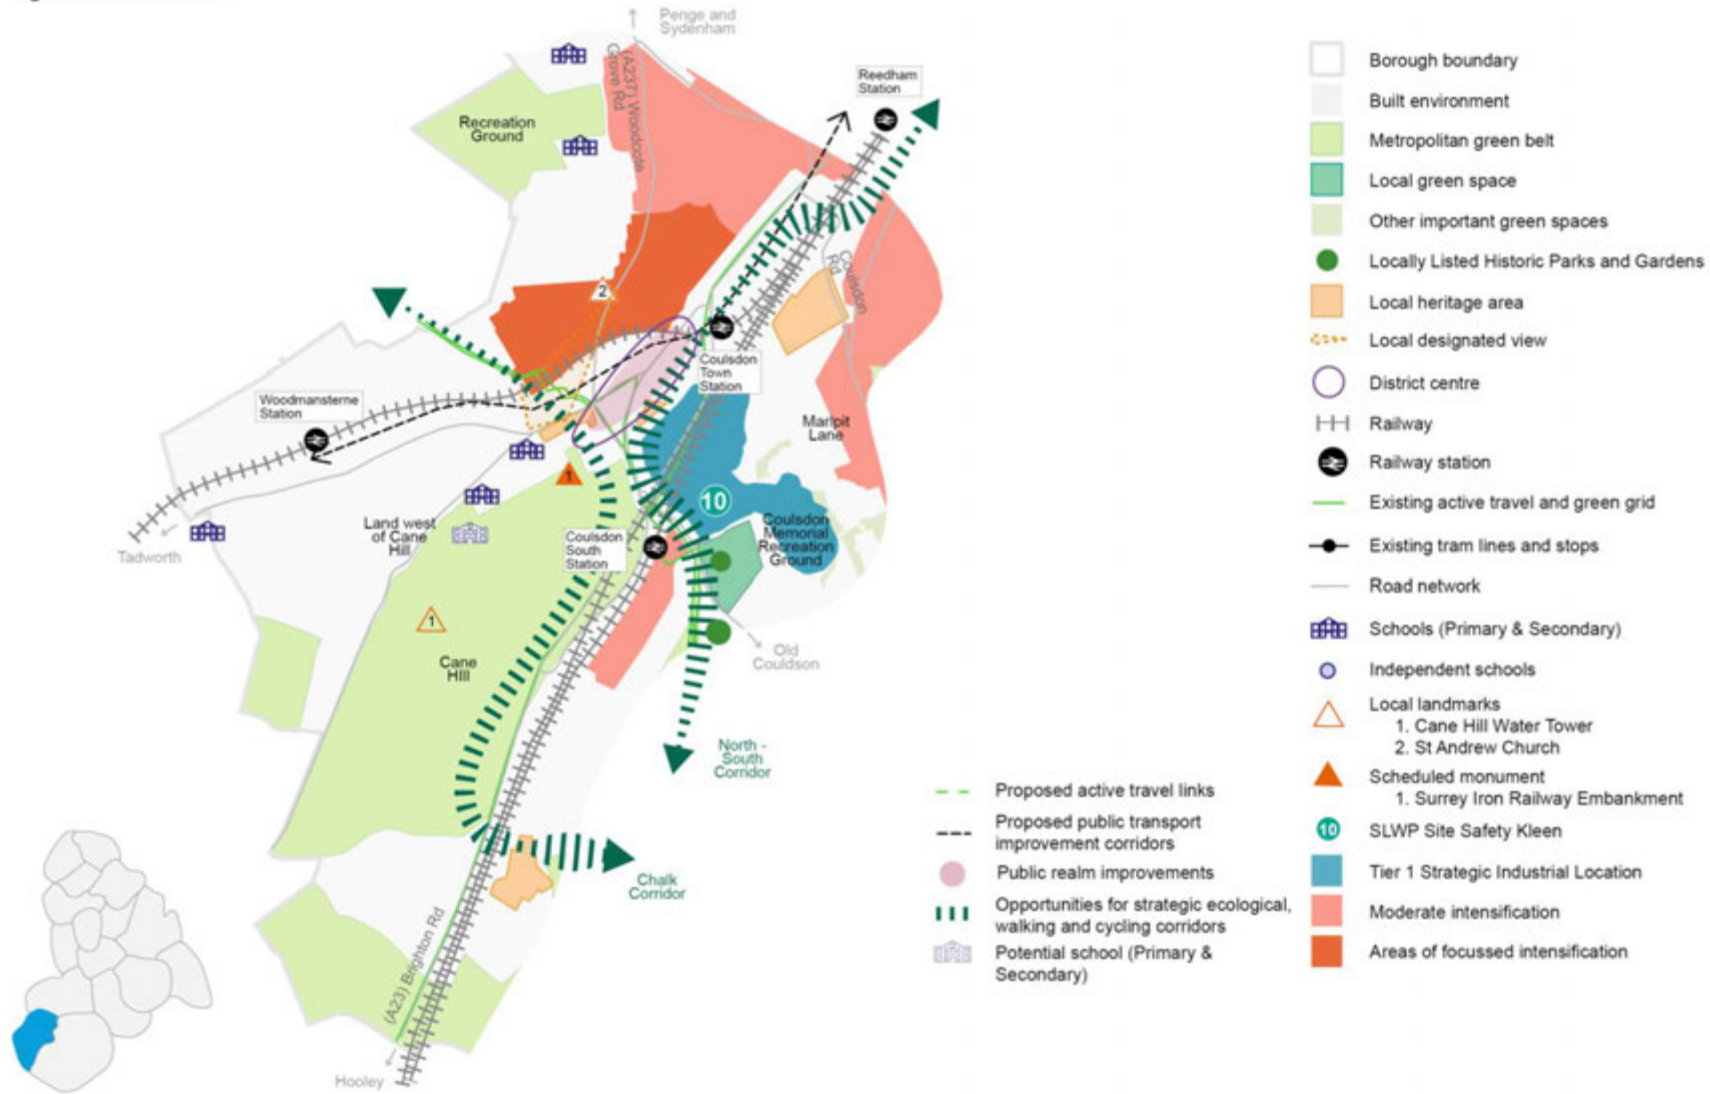 Penge and
Sydenham
(A237) Woodcote
Grove Rd
Reedham
Station
Recreation
Ground
Coulsdon
Rd
2
Coulsdon
Town
Station
Woodmansterne
Station
Marlpit
Lane
1
10
Land west
of Cane
Hill
Coulsdon
South
Station
Coulsdon
Memorial
Recreation
Ground
Tadworth
1
Cane
HIll
Old
Couldson
North -
South
Corridor
Chalk
Corridor
(A23) Brighton Rd
Hooley
Proposed active travel links
Proposed public transport
improvement corridors
Public realm improvements
Opportunities for strategic ecological,
walking and cycling corridors
Potential school (Primary &
Secondary)
Borough boundary
Built environment
Metropolitan green belt
Local green space
Other important green spaces
Locally Listed Historic Parks and Gardens
Local heritage area
Local designated view
District centre
Railway
Railway station
Existing active travel and green grid
Existing tram lines and stops
Road network
Schools (Primary & Secondary)
Independent schools
Local landmarks
1. Cane Hill Water Tower
2. St Andrew Church
Scheduled monument
1. Surrey Iron Railway Embankment
10 SLWP Site Safety Kleen
Tier 1 Strategic Industrial Location
Moderate intensification
Areas of focussed intensification